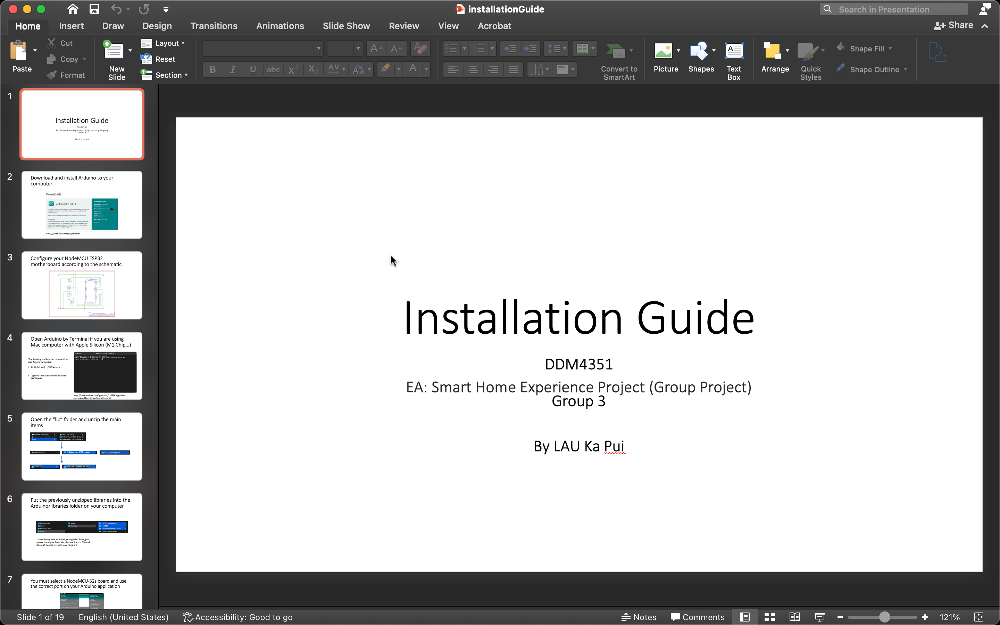 installationGuide
Search in Presentation
Home Insert Draw Design Transitions Animations Slide Show Review View Acrobat
Share
Paste
Cut
Copy
Format
New
Slide
Layout
Reset
Section
B I U abc X2 X2 AV Aa A
Convert to
SmartArt
Picture
Shapes
Text
Box
Arrange
Quick
Styles
Shape Fill
Shape Outline
1
Installation Guide
DDM4351
EA: Smart Home Experience Project (Group Project)
Group 3
By LAU Ka Pui
2
Download and install Arduino to your
computer
Downloads
Arduino IDE 1.8.19
https://www.arduino.cc/en/software
3
Configure your NodeMCU ESP32
motherboard according to the schematic
4
Open Arduino by Terminal if you are using
Mac computer with Apple Silicon (M1 Chip...)
*The following problems can be solved if you
open Arduino by Terminal:
1. Multiple found: .../WiFiServer.h
2. "python": executable file not found in
$PATH on M1
https://stackoverflow.com/questions/71638410/python-
executable-file-not-found-in-path-on-m1
5
Open the “lib” folder and unzip the main
items
6
Put the previously unzipped libraries into the
Arduino/libraries folder on your computer
*If you already have an "ESP32_AnalogWrite" folder, just
replace the original folder with the new .h and .c files and
delete all the .cpp files with same name in it
7
You must select a NodeMCU-32s board and use
the correct port on your Arduino application
Installation Guide
DDM4351
EA: Smart Home Experience Project (Group Project)
Group 3
By LAU Ka Pui
Slide 1 of 19
English (United States)
Accessibility: Good to go
Notes
Comments
121%